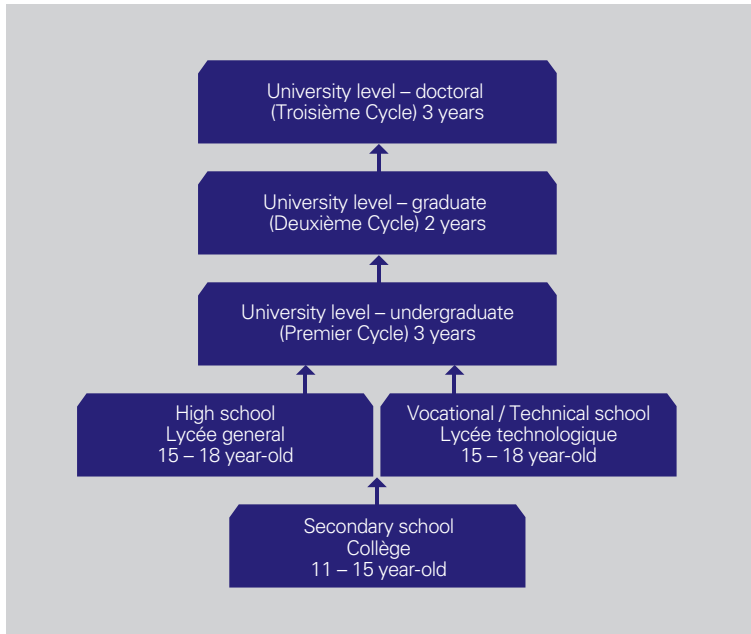 University level – doctoral
(Troisième Cycle) 3 years
University level – graduate
(Deuxième Cycle) 2 years
University level – undergraduate
(Premier Cycle) 3 years
High school
Lycée general
15 – 18 year-old
Vocational / Technical school
Lycée technologique
15 – 18 year-old
Secondary school
Collège
11 – 15 year-old